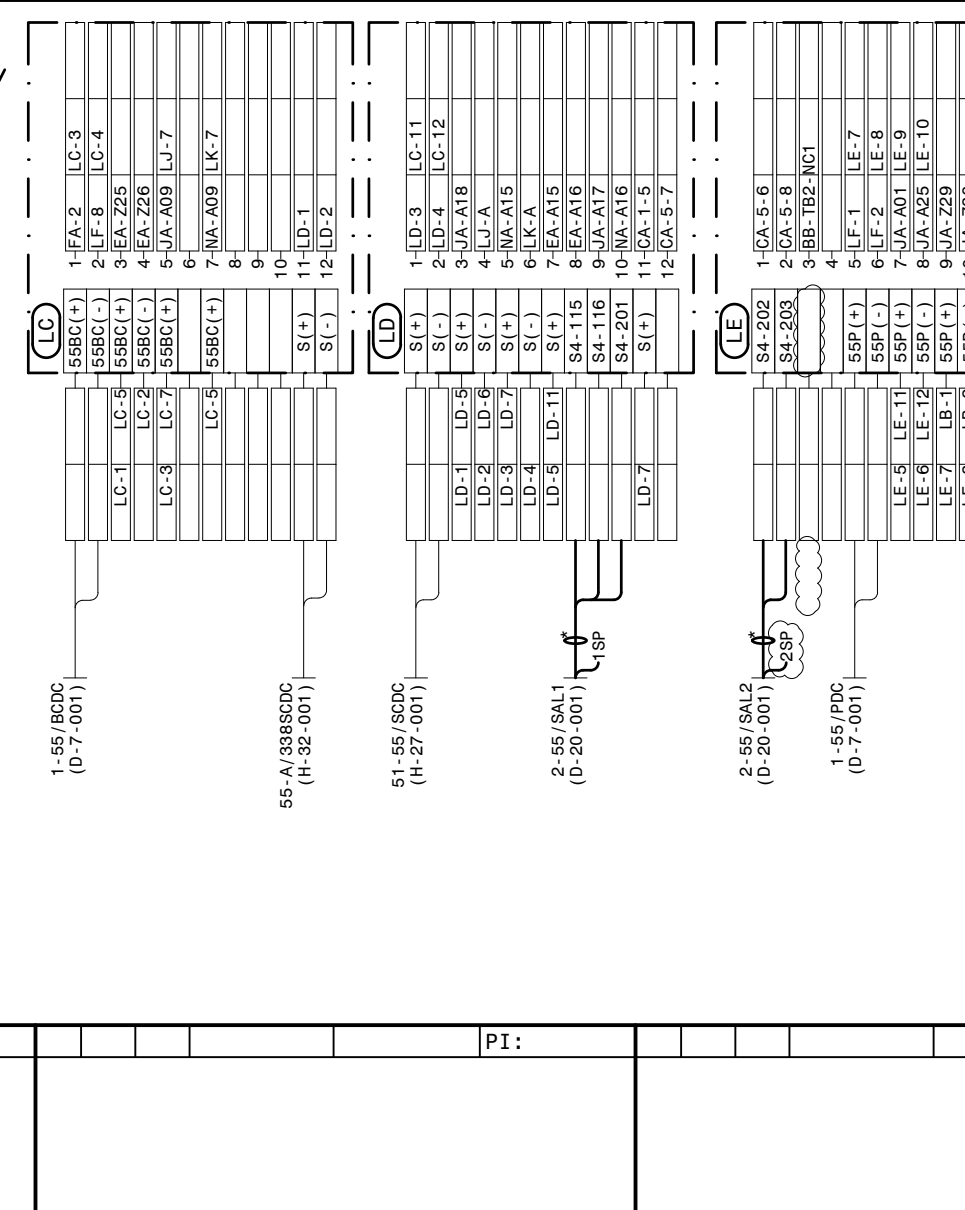 LC
1 FA-2 LC-3
2 LF-8 LC-4
3 EA-Z25
4 EA-Z26
5 JA-A09 LJ-7
6
7 NA-A09 LK-7
8
9
10
11 LD-1
12 LD-2
55BC(+)
55BC(-)
55BC(+)
55BC(-)
55BC(+)
55BC(+)
S(+)
S(-)
LC-1 LC-5
LC-2
LC-3 LC-7
LC-5
1-55/BCDC
(D-7-001)
55-A/338SCDC
(H-32-001)
LD
1 LD-3 LC-11
2 LD-4 LC-12
3 JA-A18
4 LJ-A
5 NA-A15
6 LK-A
7 EA-A15
8 EA-A16
9 JA-A17
10 NA-A16
11 CA-1-5
12 CA-5-7
S(+)
S(-)
S(+)
S(-)
S(+)
S(-)
S(+)
S4-115
S4-116
S4-201
S(+)
LD-1 LD-5
LD-2 LD-6
LD-3 LD-7
LD-4
LD-5 LD-11
LD-7
51-55/SCDC
(H-27-001)
*
1SP
2-55/SAL1
(D-20-001)
LE
1 CA-5-6
2 CA-5-8
3 BB-TB2-NC1
4
5 LF-1 LE-7
6 LF-2 LE-8
7 JA-A01 LE-9
8 JA-A25 LE-10
9 JA-Z29
S4-202
S4-203
55P(+)
55P(-)
55P(+)
55P(-)
55P(+)
LE-5 LE-11
LE-6 LE-12
LE-7 LB-1
*
2SP
2-55/SAL2
(D-20-001)
1-55/PDC
(D-7-001)
PI: